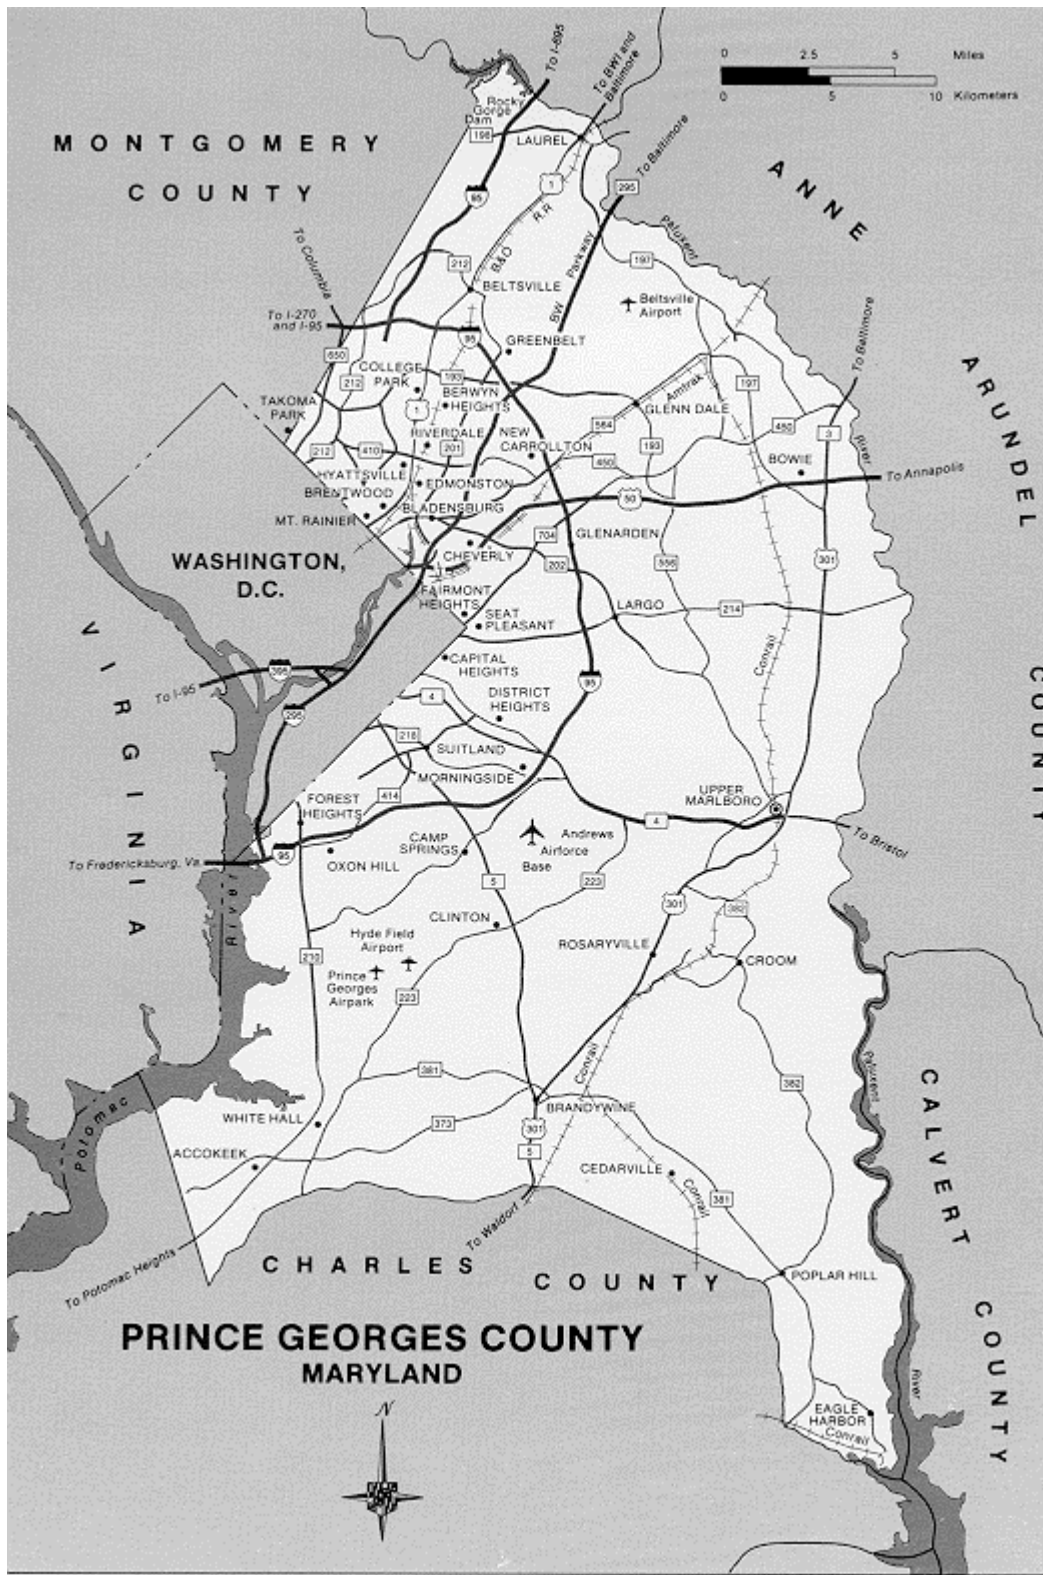 To I-695
To BWI and
Baltimore
0 2.5 5 Miles
0 5 10 Kilometers
Rocky
Gorge
Dam
198
LAUREL
To Baltimore
MONTGOMERY
COUNTY
ANNE
ARUNDEL
COUNTY
95
1
295
R.R
B&O
Parkway
BW
Patuxent
197
To Columbia
212
BELTSVILLE
Beltsville
Airport
To I-270
and I-95
95
GREENBELT
To Baltimore
650
COLLEGE
PARK
212
193
BERWYN
HEIGHTS
Amtrak
197
TAKOMA
PARK
1
GLENN DALE
RIVERDALE
NEW
CARROLLTON
564
193
450
3
River
212
410
201
450
BOWIE
HYATTSVILLE
EDMONSTON
To Annapolis
BRENTWOOD
BLADENSBURG
50
MT. RAINIER
704
GLENARDEN
WASHINGTON,
D.C.
CHEVERLY
202
556
301
FAIRMONT
HEIGHTS
SEAT
PLEASANT
LARGO
214
VIRGINIA
Conrail
CAPITAL
HEIGHTS
To I-95
395
295
95
4
DISTRICT
HEIGHTS
218
SUITLAND
MORNINGSIDE
414
FOREST
HEIGHTS
UPPER
MARLBORO
4
To Bristol
To Fredericksburg, Va.
95
OXON HILL
CAMP
SPRINGS
Andrews
Airforce
Base
5
223
River
CLINTON
301
382
Hyde Field
Airport
ROSARYVILLE
CROOM
210
Prince
Georges
Airpark
223
Conrail
Patuxent
381
382
CALVERT
COUNTY
Potomac
BRANDYWINE
WHITE HALL
373
301
5
ACCOKEEK
CEDARVILLE
Conrail
381
To Waldorf
To Potomac Heights
CHARLES COUNTY
POPLAR HILL
PRINCE GEORGES COUNTY
MARYLAND
River
EAGLE
HARBOR
Conrail
N